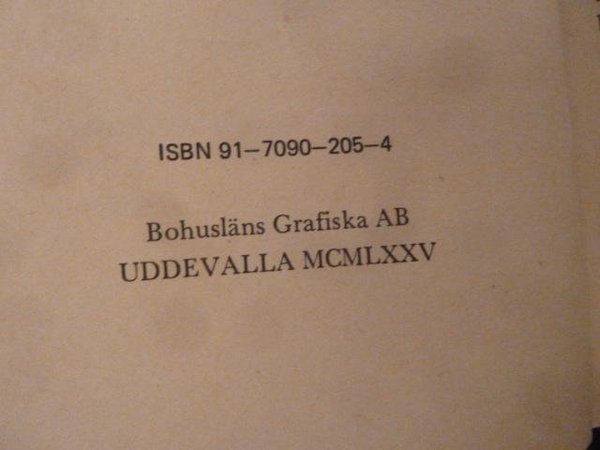 ISBN 91–7090–205–4
Bohusläns Grafiska AB
UDDEVALLA MCMLXXV